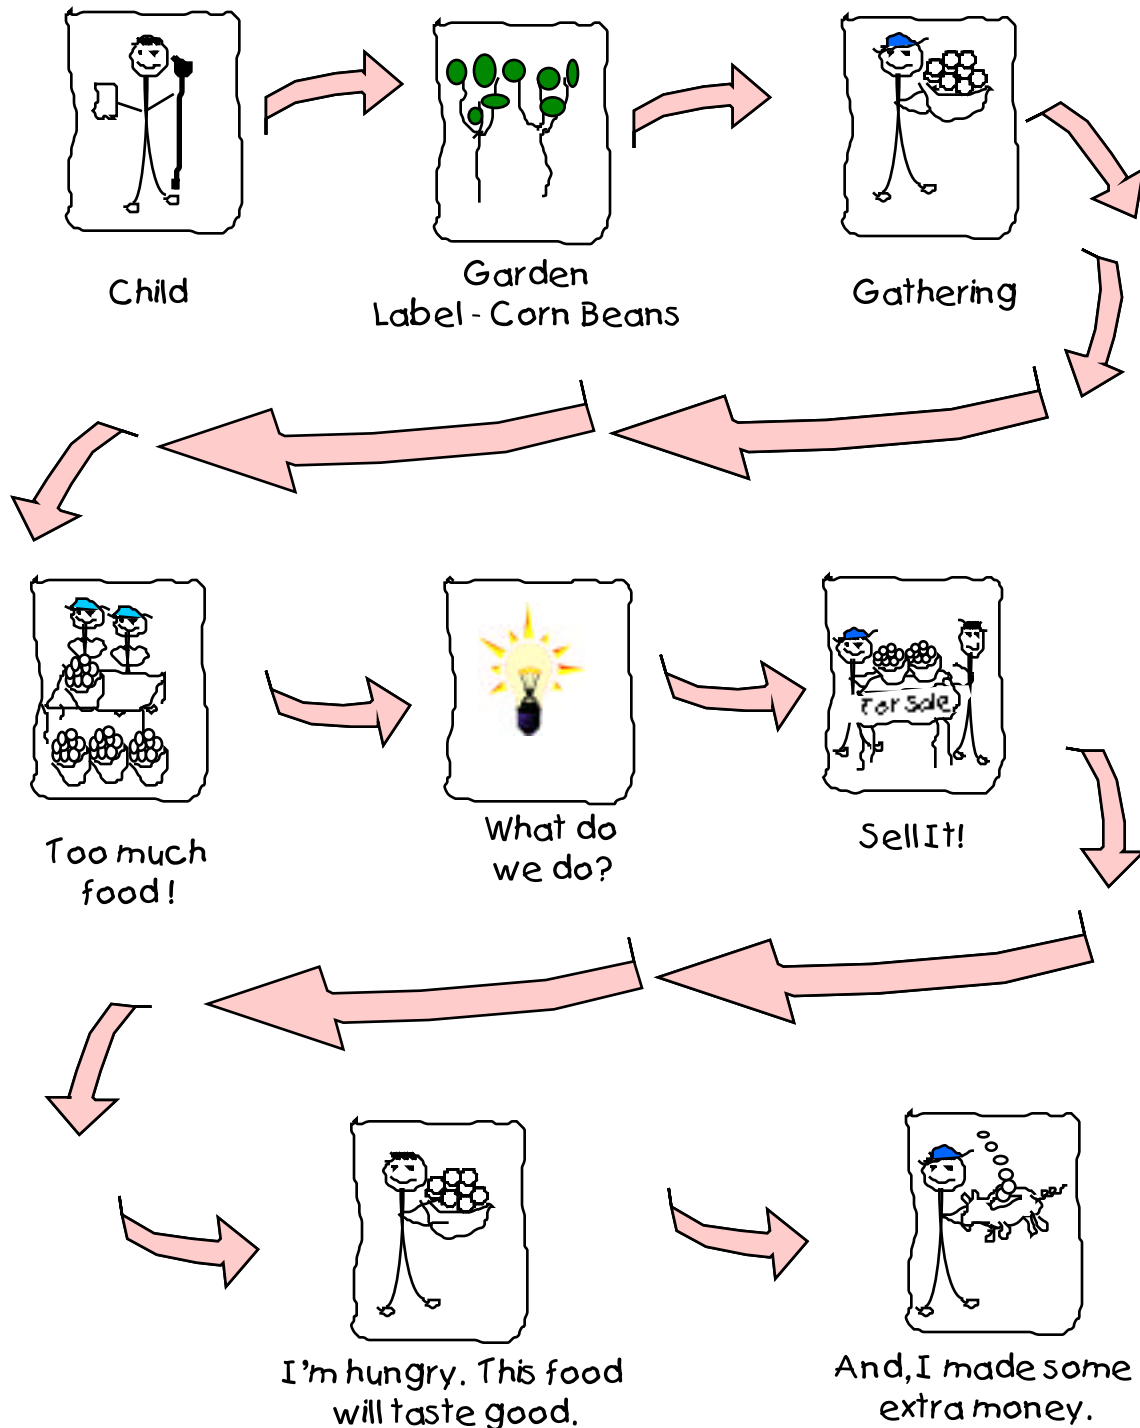 Child
Garden
Label - Corn Beans
Gathering
For Sale
Too much
food!
What do
we do?
Sell It!
I'm hungry. This food
will taste good.
And, I made some
extra money.